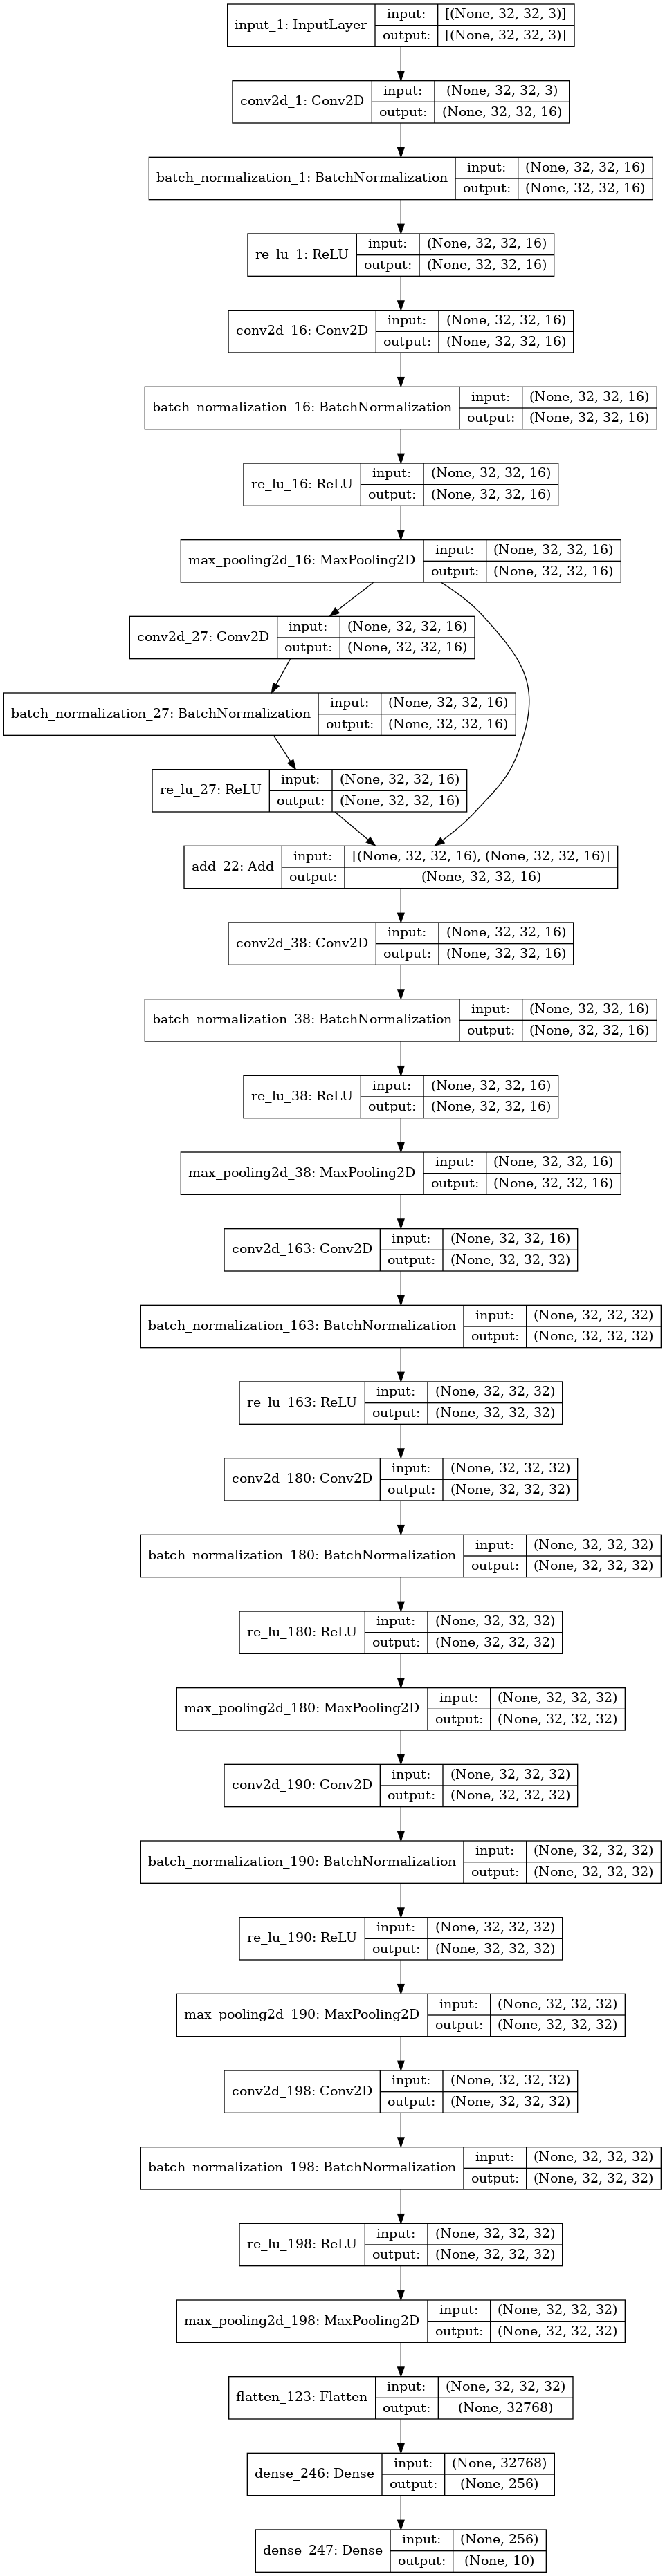 input_1: InputLayer
input: [(None, 32, 32, 3)]
output: [(None, 32, 32, 3)]
conv2d_1: Conv2D
input: (None, 32, 32, 3)
output: (None, 32, 32, 16)
batch_normalization_1: BatchNormalization
input: (None, 32, 32, 16)
output: (None, 32, 32, 16)
re_lu_1: ReLU
input: (None, 32, 32, 16)
output: (None, 32, 32, 16)
conv2d_16: Conv2D
input: (None, 32, 32, 16)
output: (None, 32, 32, 16)
batch_normalization_16: BatchNormalization
input: (None, 32, 32, 16)
output: (None, 32, 32, 16)
re_lu_16: ReLU
input: (None, 32, 32, 16)
output: (None, 32, 32, 16)
max_pooling2d_16: MaxPooling2D
input: (None, 32, 32, 16)
output: (None, 32, 32, 16)
conv2d_27: Conv2D
input: (None, 32, 32, 16)
output: (None, 32, 32, 16)
batch_normalization_27: BatchNormalization
input: (None, 32, 32, 16)
output: (None, 32, 32, 16)
re_lu_27: ReLU
input: (None, 32, 32, 16)
output: (None, 32, 32, 16)
add_22: Add
input: [(None, 32, 32, 16), (None, 32, 32, 16)]
output: (None, 32, 32, 16)
conv2d_38: Conv2D
input: (None, 32, 32, 16)
output: (None, 32, 32, 16)
batch_normalization_38: BatchNormalization
input: (None, 32, 32, 16)
output: (None, 32, 32, 16)
re_lu_38: ReLU
input: (None, 32, 32, 16)
output: (None, 32, 32, 16)
max_pooling2d_38: MaxPooling2D
input: (None, 32, 32, 16)
output: (None, 32, 32, 16)
conv2d_163: Conv2D
input: (None, 32, 32, 16)
output: (None, 32, 32, 32)
batch_normalization_163: BatchNormalization
input: (None, 32, 32, 32)
output: (None, 32, 32, 32)
re_lu_163: ReLU
input: (None, 32, 32, 32)
output: (None, 32, 32, 32)
conv2d_180: Conv2D
input: (None, 32, 32, 32)
output: (None, 32, 32, 32)
batch_normalization_180: BatchNormalization
input: (None, 32, 32, 32)
output: (None, 32, 32, 32)
re_lu_180: ReLU
input: (None, 32, 32, 32)
output: (None, 32, 32, 32)
max_pooling2d_180: MaxPooling2D
input: (None, 32, 32, 32)
output: (None, 32, 32, 32)
conv2d_190: Conv2D
input: (None, 32, 32, 32)
output: (None, 32, 32, 32)
batch_normalization_190: BatchNormalization
input: (None, 32, 32, 32)
output: (None, 32, 32, 32)
re_lu_190: ReLU
input: (None, 32, 32, 32)
output: (None, 32, 32, 32)
max_pooling2d_190: MaxPooling2D
input: (None, 32, 32, 32)
output: (None, 32, 32, 32)
conv2d_198: Conv2D
input: (None, 32, 32, 32)
output: (None, 32, 32, 32)
batch_normalization_198: BatchNormalization
input: (None, 32, 32, 32)
output: (None, 32, 32, 32)
re_lu_198: ReLU
input: (None, 32, 32, 32)
output: (None, 32, 32, 32)
max_pooling2d_198: MaxPooling2D
input: (None, 32, 32, 32)
output: (None, 32, 32, 32)
flatten_123: Flatten
input: (None, 32, 32, 32)
output: (None, 32768)
dense_246: Dense
input: (None, 32768)
output: (None, 256)
dense_247: Dense
input: (None, 256)
output: (None, 10)